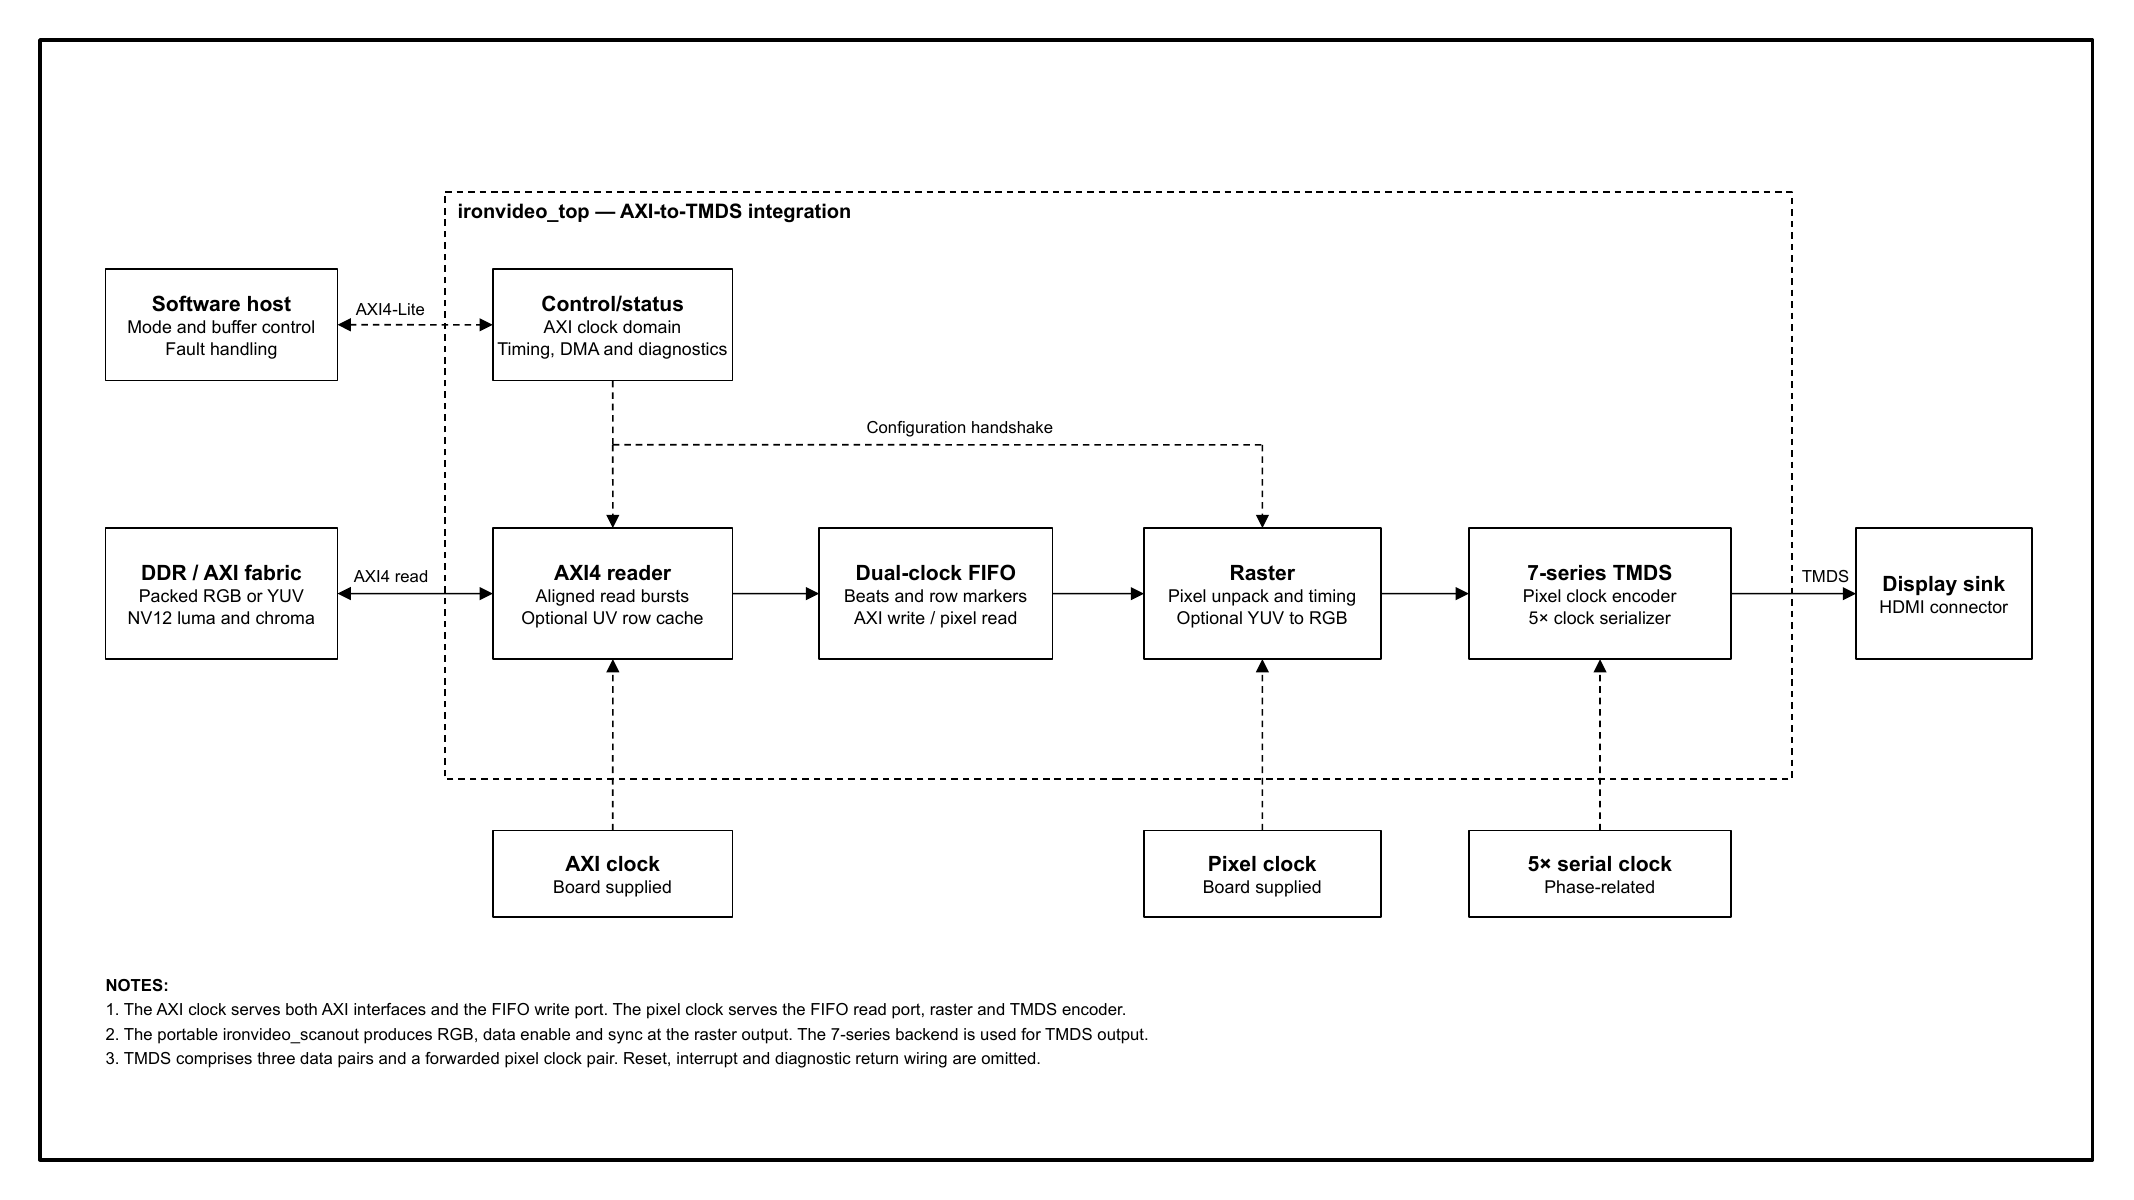 ironvideo_top — AXI-to-TMDS integration
Software host
Mode and buffer control
Fault handling
AXI4-Lite
Control/status
AXI clock domain
Timing, DMA and diagnostics
Configuration handshake
DDR / AXI fabric
Packed RGB or YUV
NV12 luma and chroma
AXI4 read
AXI4 reader
Aligned read bursts
Optional UV row cache
Dual-clock FIFO
Beats and row markers
AXI write / pixel read
Raster
Pixel unpack and timing
Optional YUV to RGB
7-series TMDS
Pixel clock encoder
5× clock serializer
TMDS
Display sink
HDMI connector
AXI clock
Board supplied
Pixel clock
Board supplied
5× serial clock
Phase-related
NOTES:
1. The AXI clock serves both AXI interfaces and the FIFO write port. The pixel clock serves the FIFO read port, raster and TMDS encoder.
2. The portable ironvideo_scanout produces RGB, data enable and sync at the raster output. The 7-series backend is used for TMDS output.
3. TMDS comprises three data pairs and a forwarded pixel clock pair. Reset, interrupt and diagnostic return wiring are omitted.